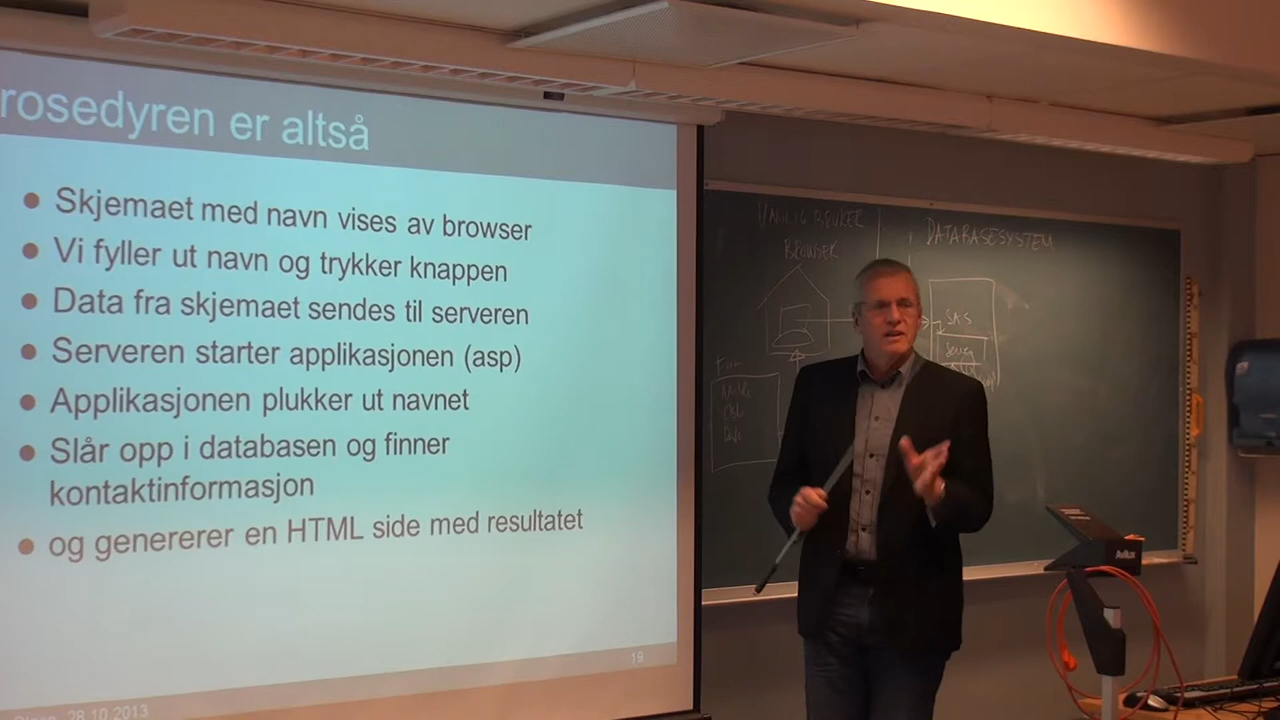 rosedyren er altså
Skjemaet med navn vises av browser
Vi fyller ut navn og trykker knappen
Data fra skjemaet sendes til serveren
Serveren starter applikasjonen (asp)
Applikasjonen plukker ut navnet
Slår opp i databasen og finner
kontaktinformasjon
og genererer en HTML side med resultatet
19
28.10.2013
VANLIG BRUKER
BROWSER
DATABASESYSTEM